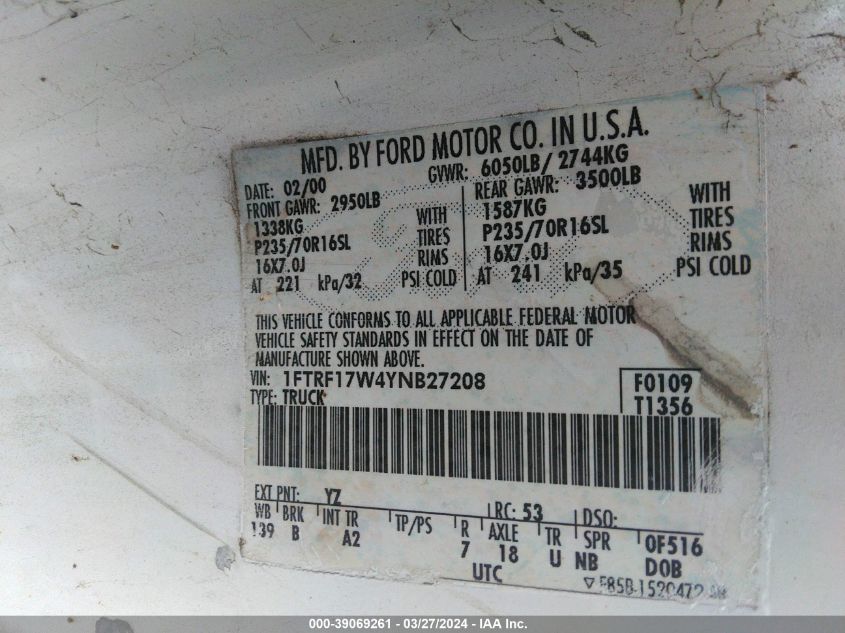 MFD. BY FORD MOTOR CO. IN U.S.A.
DATE: 02/00 GVWR: 6050LB/ 2744KG
FRONT GAWR: 2950LB REAR GAWR: 3500LB
1338KG WITH 1587KG WITH
P235/70R16SL TIRES P235/70R16SL TIRES
16X7.0J RIMS 16X7.0J RIMS
AT 221 kPa/32 PSI COLD AT 241 kPa/35 PSI COLD
THIS VEHICLE CONFORMS TO ALL APPLICABLE FEDERAL MOTOR
VEHICLE SAFETY STANDARDS IN EFFECT ON THE DATE OF
MANUFACTURE SHOWN ABOVE.
VIN: 1FTRF17W4YNB27208 F0109
TYPE: TRUCK T1356
EXT PNT: YZ RC: 53 DSO:
WB BRK INT TR TP/PS R AXLE TR SPR 0F516
139 B A2 7 18 U NB DOB
UTC F85B-1520472
000-39069261 - 03/27/2024 - IAA Inc.